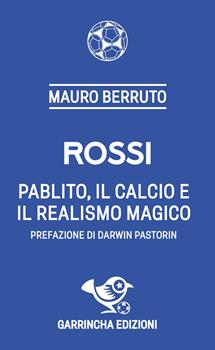 MAURO BERRUTO
ROSSI
PABLITO, IL CALCIO E
IL REALISMO MAGICO
PREFAZIONE DI DARWIN PASTORIN
GARRINCHA EDIZIONI